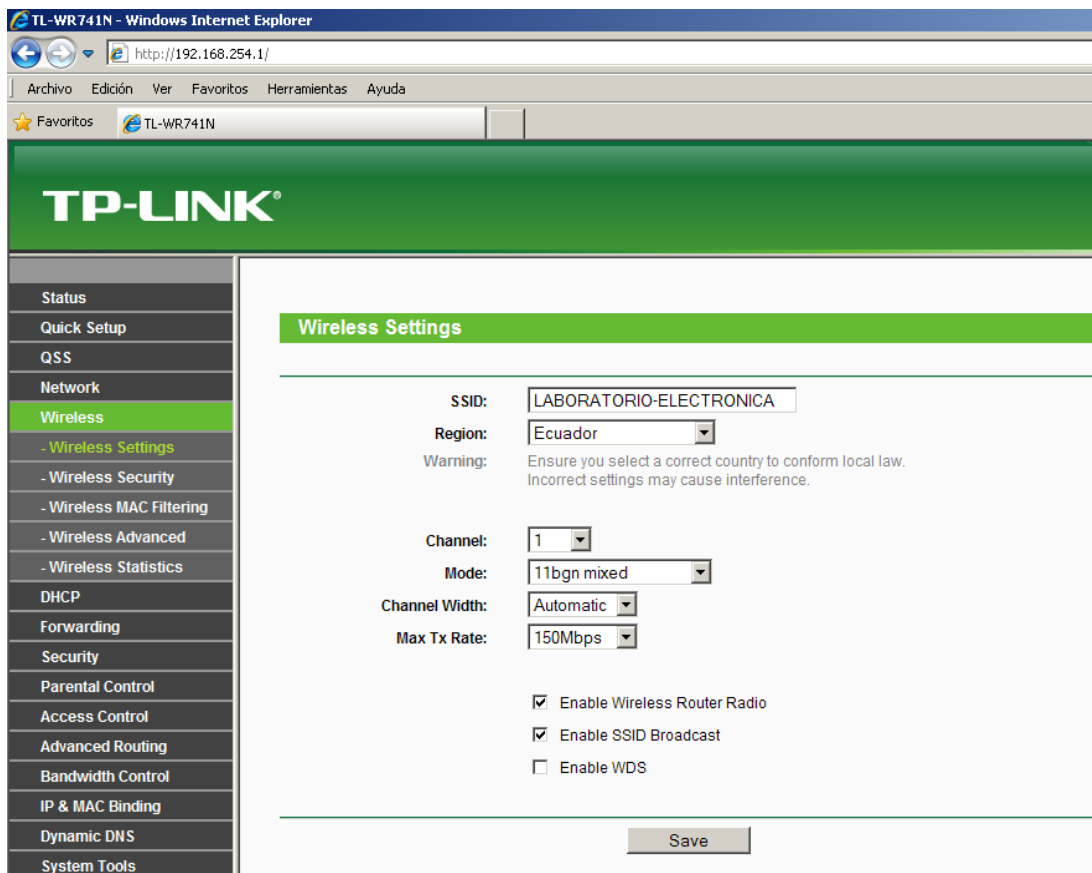 TL-WR741N - Windows Internet Explorer
http://192.168.254.1/
Archivo Edición Ver Favoritos Herramientas Ayuda
Favoritos TL-WR741N
TP-LINK®
Status
Quick Setup
QSS
Network
Wireless
- Wireless Settings
- Wireless Security
- Wireless MAC Filtering
- Wireless Advanced
- Wireless Statistics
DHCP
Forwarding
Security
Parental Control
Access Control
Advanced Routing
Bandwidth Control
IP & MAC Binding
Dynamic DNS
System Tools
Wireless Settings
SSID: LABORATORIO-ELECTRONICA
Region: Ecuador
Warning: Ensure you select a correct country to conform local law.
Incorrect settings may cause interference.
Channel: 1
Mode: 11bgn mixed
Channel Width: Automatic
Max Tx Rate: 150Mbps
Enable Wireless Router Radio
Enable SSID Broadcast
Enable WDS
Save